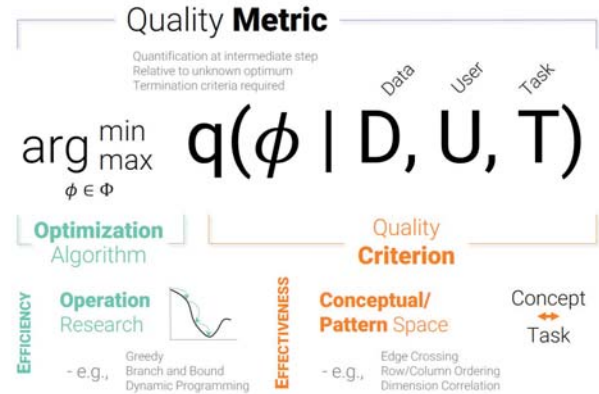 Quality Metric
Quantification at intermediate step
Relative to unknown optimum
Termination criteria required
Data
User
Task
arg min max
ϕ ∈ Φ
q(ϕ | D, U, T)
Optimization
Algorithm
Quality
Criterion
EFFICIENCY
Operation
Research
- e.g.,
Greedy
Branch and Bound
Dynamic Programming
EFFECTIVENESS
Conceptual/
Pattern Space
- e.g.,
Edge Crossing
Row/Column Ordering
Dimension Correlation
Concept
Task